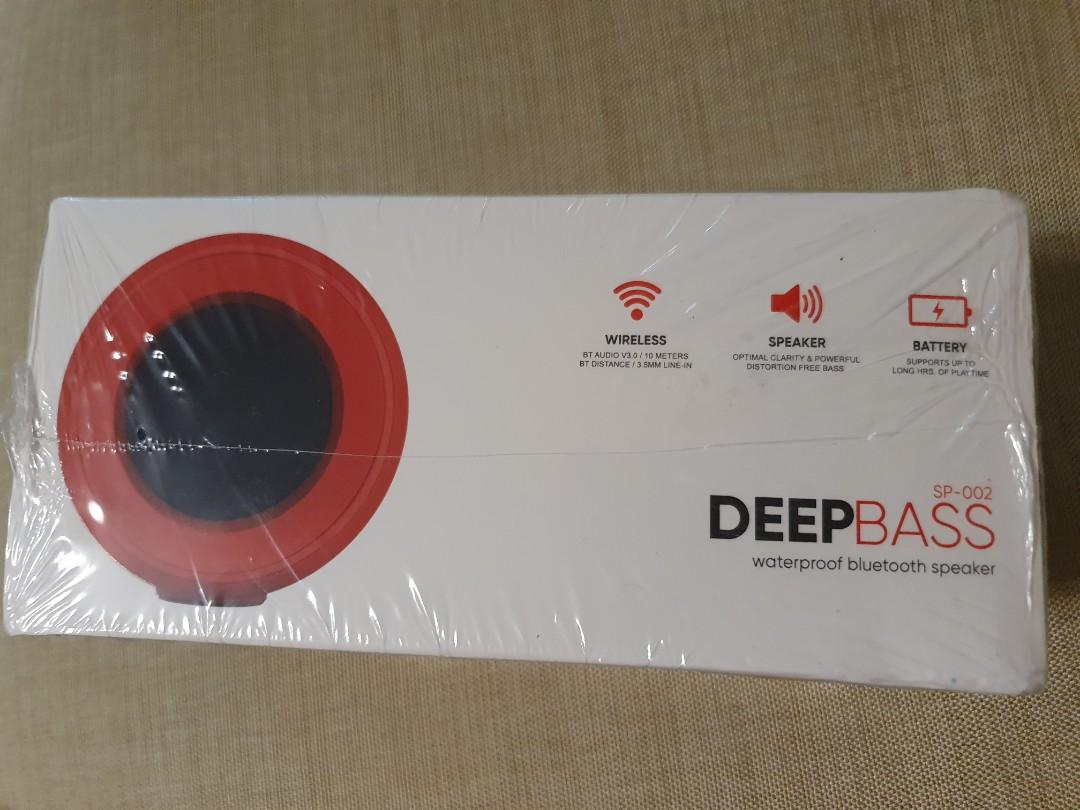 WIRELESS
BT AUDIO V3.0 / 10 METERS
BT DISTANCE / 3.5MM LINE-IN
SPEAKER
OPTIMAL CLARITY & POWERFUL
DISTORTION FREE BASS
BATTERY
SUPPORTS UP TO
LONG HRS. OF PLAYTIME
SP-002
DEEPBASS
waterproof bluetooth speaker